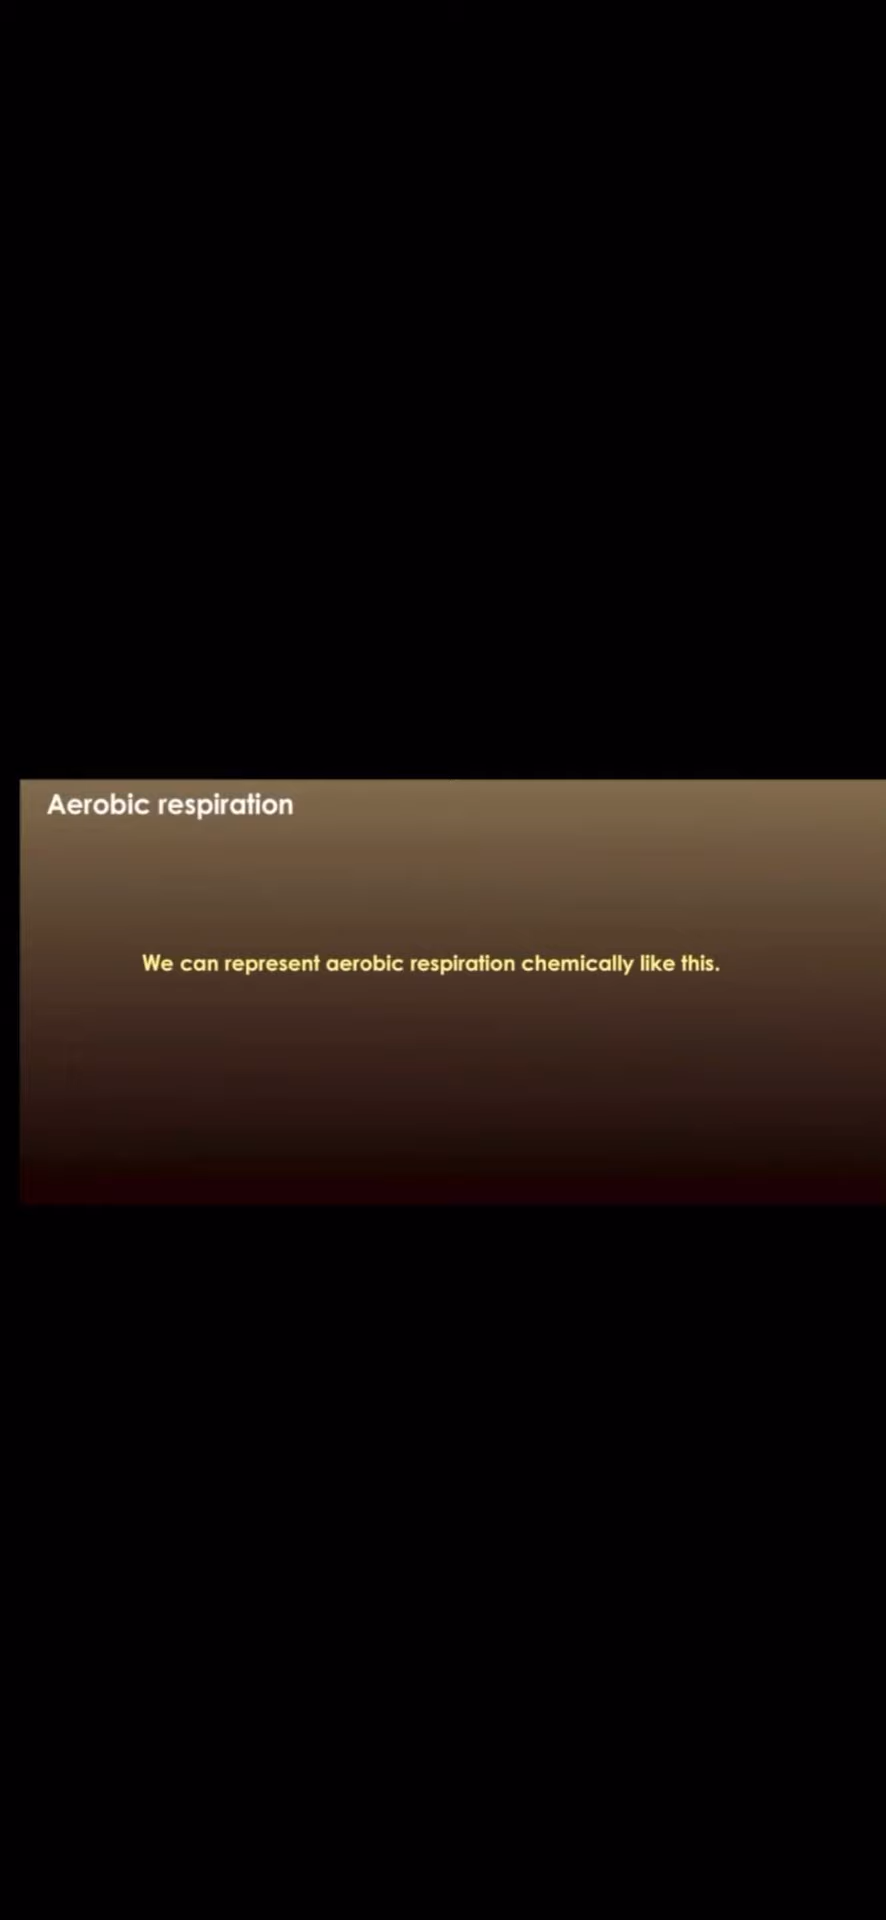 Aerobic respiration
We can represent aerobic respiration chemically like this.